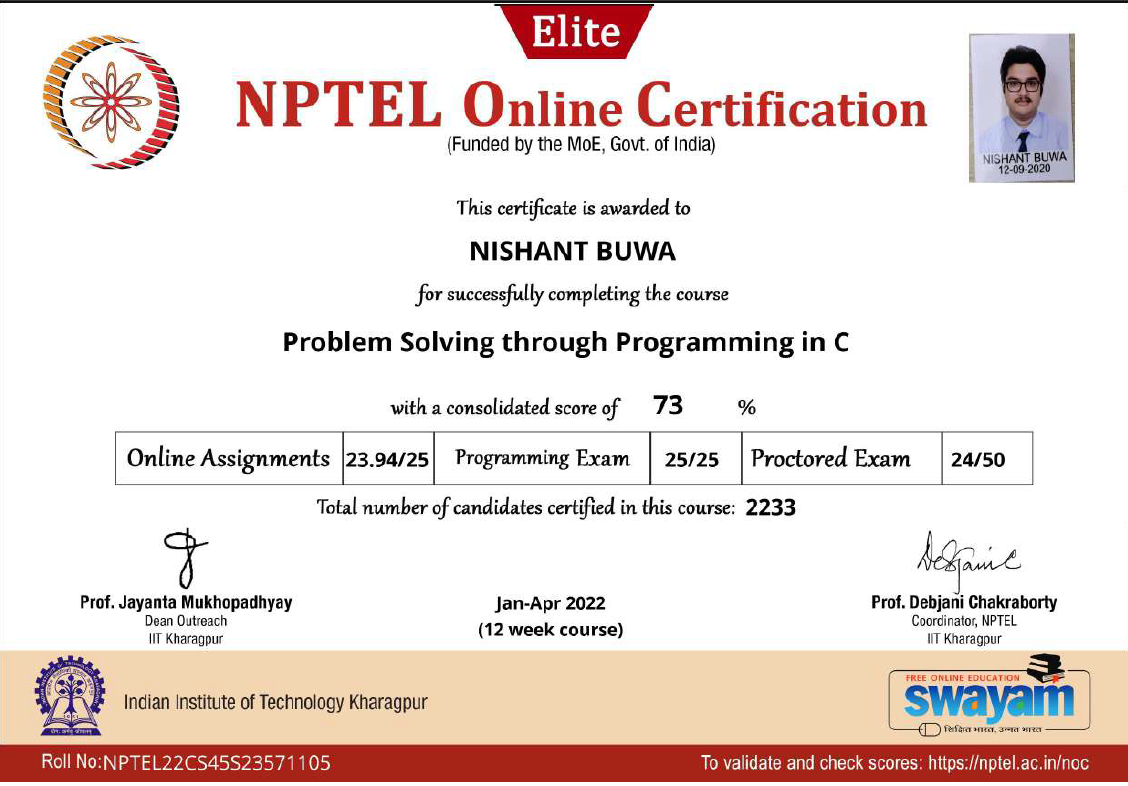 Elite
NPTEL Online Certification
(Funded by the MoE, Govt. of India)
NISHANT BUWA
12-09-2020
This certificate is awarded to
NISHANT BUWA
for successfully completing the course
Problem Solving through Programming in C
with a consolidated score of 73 %
Online Assignments 23.94/25 Programming Exam 25/25 Proctored Exam 24/50
Total number of candidates certified in this course: 2233
Prof. Jayanta Mukhopadhyay
Dean Outreach
IIT Kharagpur
Jan-Apr 2022
(12 week course)
Debjani C
Prof. Debjani Chakraborty
Coordinator, NPTEL
IIT Kharagpur
Indian Institute of Technology Kharagpur
FREE ONLINE EDUCATION
swayam
शिक्षित भारत, उन्नत भारत
Roll No:NPTEL22CS45S23571105
To validate and check scores: https://nptel.ac.in/noc